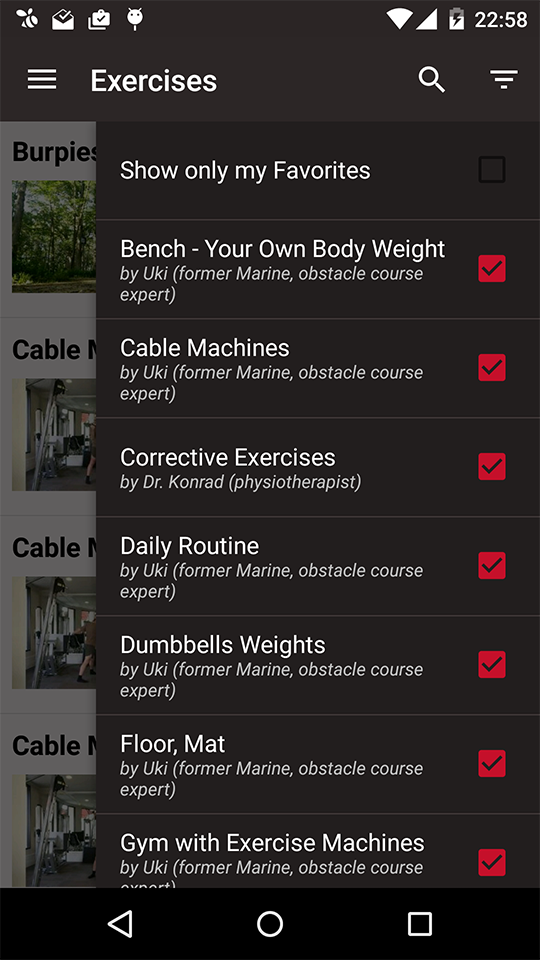 22:58
Exercises
Burpies
Show only my Favorites
Bench - Your Own Body Weight
by Uki (former Marine, obstacle course
expert)
Cable M
Cable Machines
by Uki (former Marine, obstacle course
expert)
Corrective Exercises
by Dr. Konrad (physiotherapist)
Cable M
Daily Routine
by Uki (former Marine, obstacle course
expert)
Dumbbells Weights
by Uki (former Marine, obstacle course
expert)
Cable M
Floor, Mat
by Uki (former Marine, obstacle course
expert)
Gym with Exercise Machines
by Uki (former Marine, obstacle course
expert)